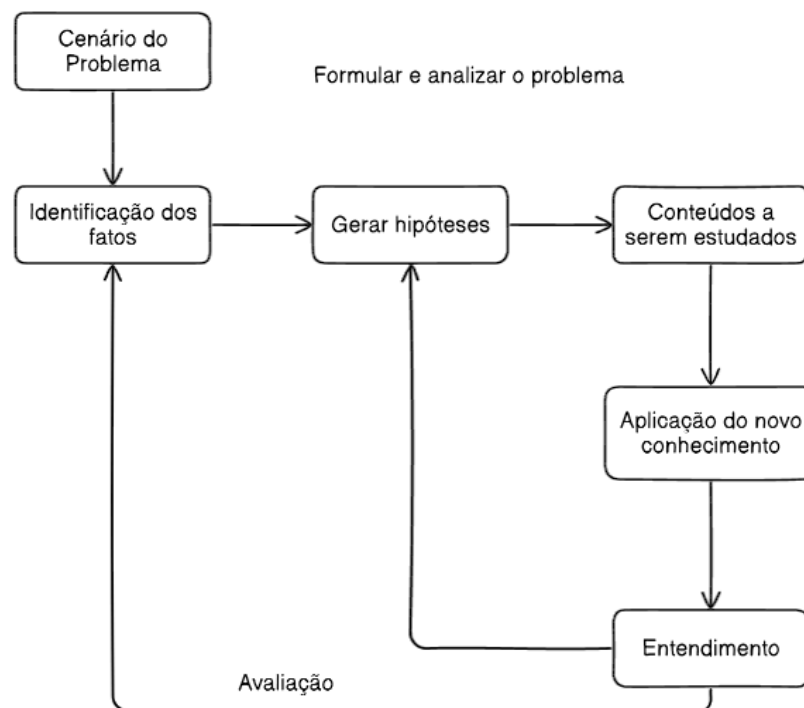 Cenário do
Problema
Formular e analizar o problema
Identificação dos
fatos
Gerar hipóteses
Conteúdos a
serem estudados
Aplicação do novo
conhecimento
Entendimento
Avaliação